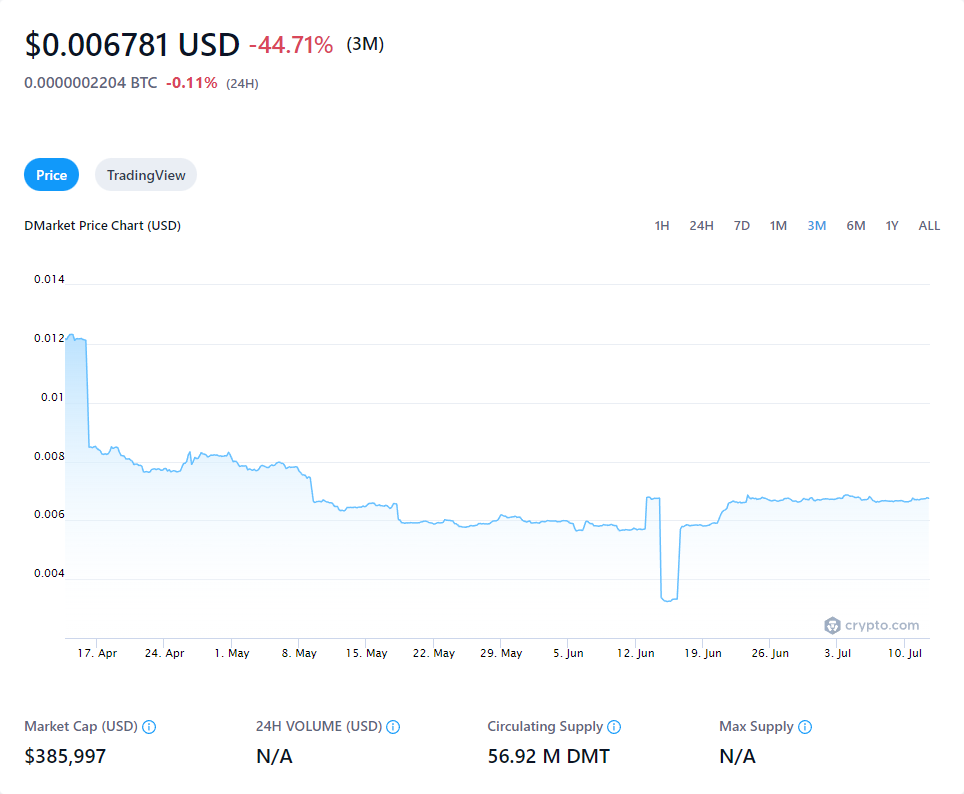 $0.006781 USD -44.71% (3M)
0.0000002204 BTC -0.11% (24H)
Price TradingView
DMarket Price Chart (USD) 1H 24H 7D 1M 3M 6M 1Y ALL
0.014
0.012
0.01
0.008
0.006
0.004
crypto.com
17. Apr 24. Apr 1. May 8. May 15. May 22. May 29. May 5. Jun 12. Jun 19. Jun 26. Jun 3. Jul 10. Jul
Market Cap (USD) 24H VOLUME (USD) Circulating Supply Max Supply
$385,997 N/A 56.92 M DMT N/A